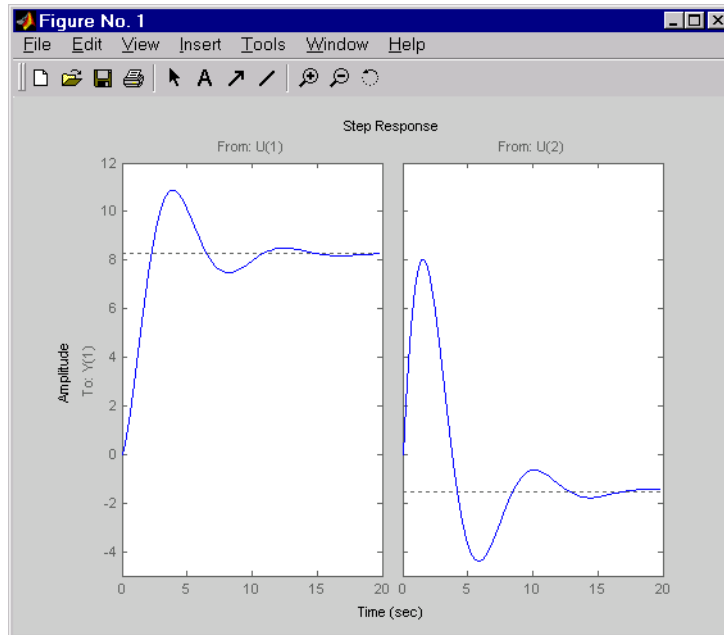 Figure No. 1
File Edit View Insert Tools Window Help
A
Step Response
From: U(1) From: U(2)
12
10
8
6
4
2
0
-2
-4
Amplitude
To: Y(1)
0 5 10 15 20 0 5 10 15 20
Time (sec)